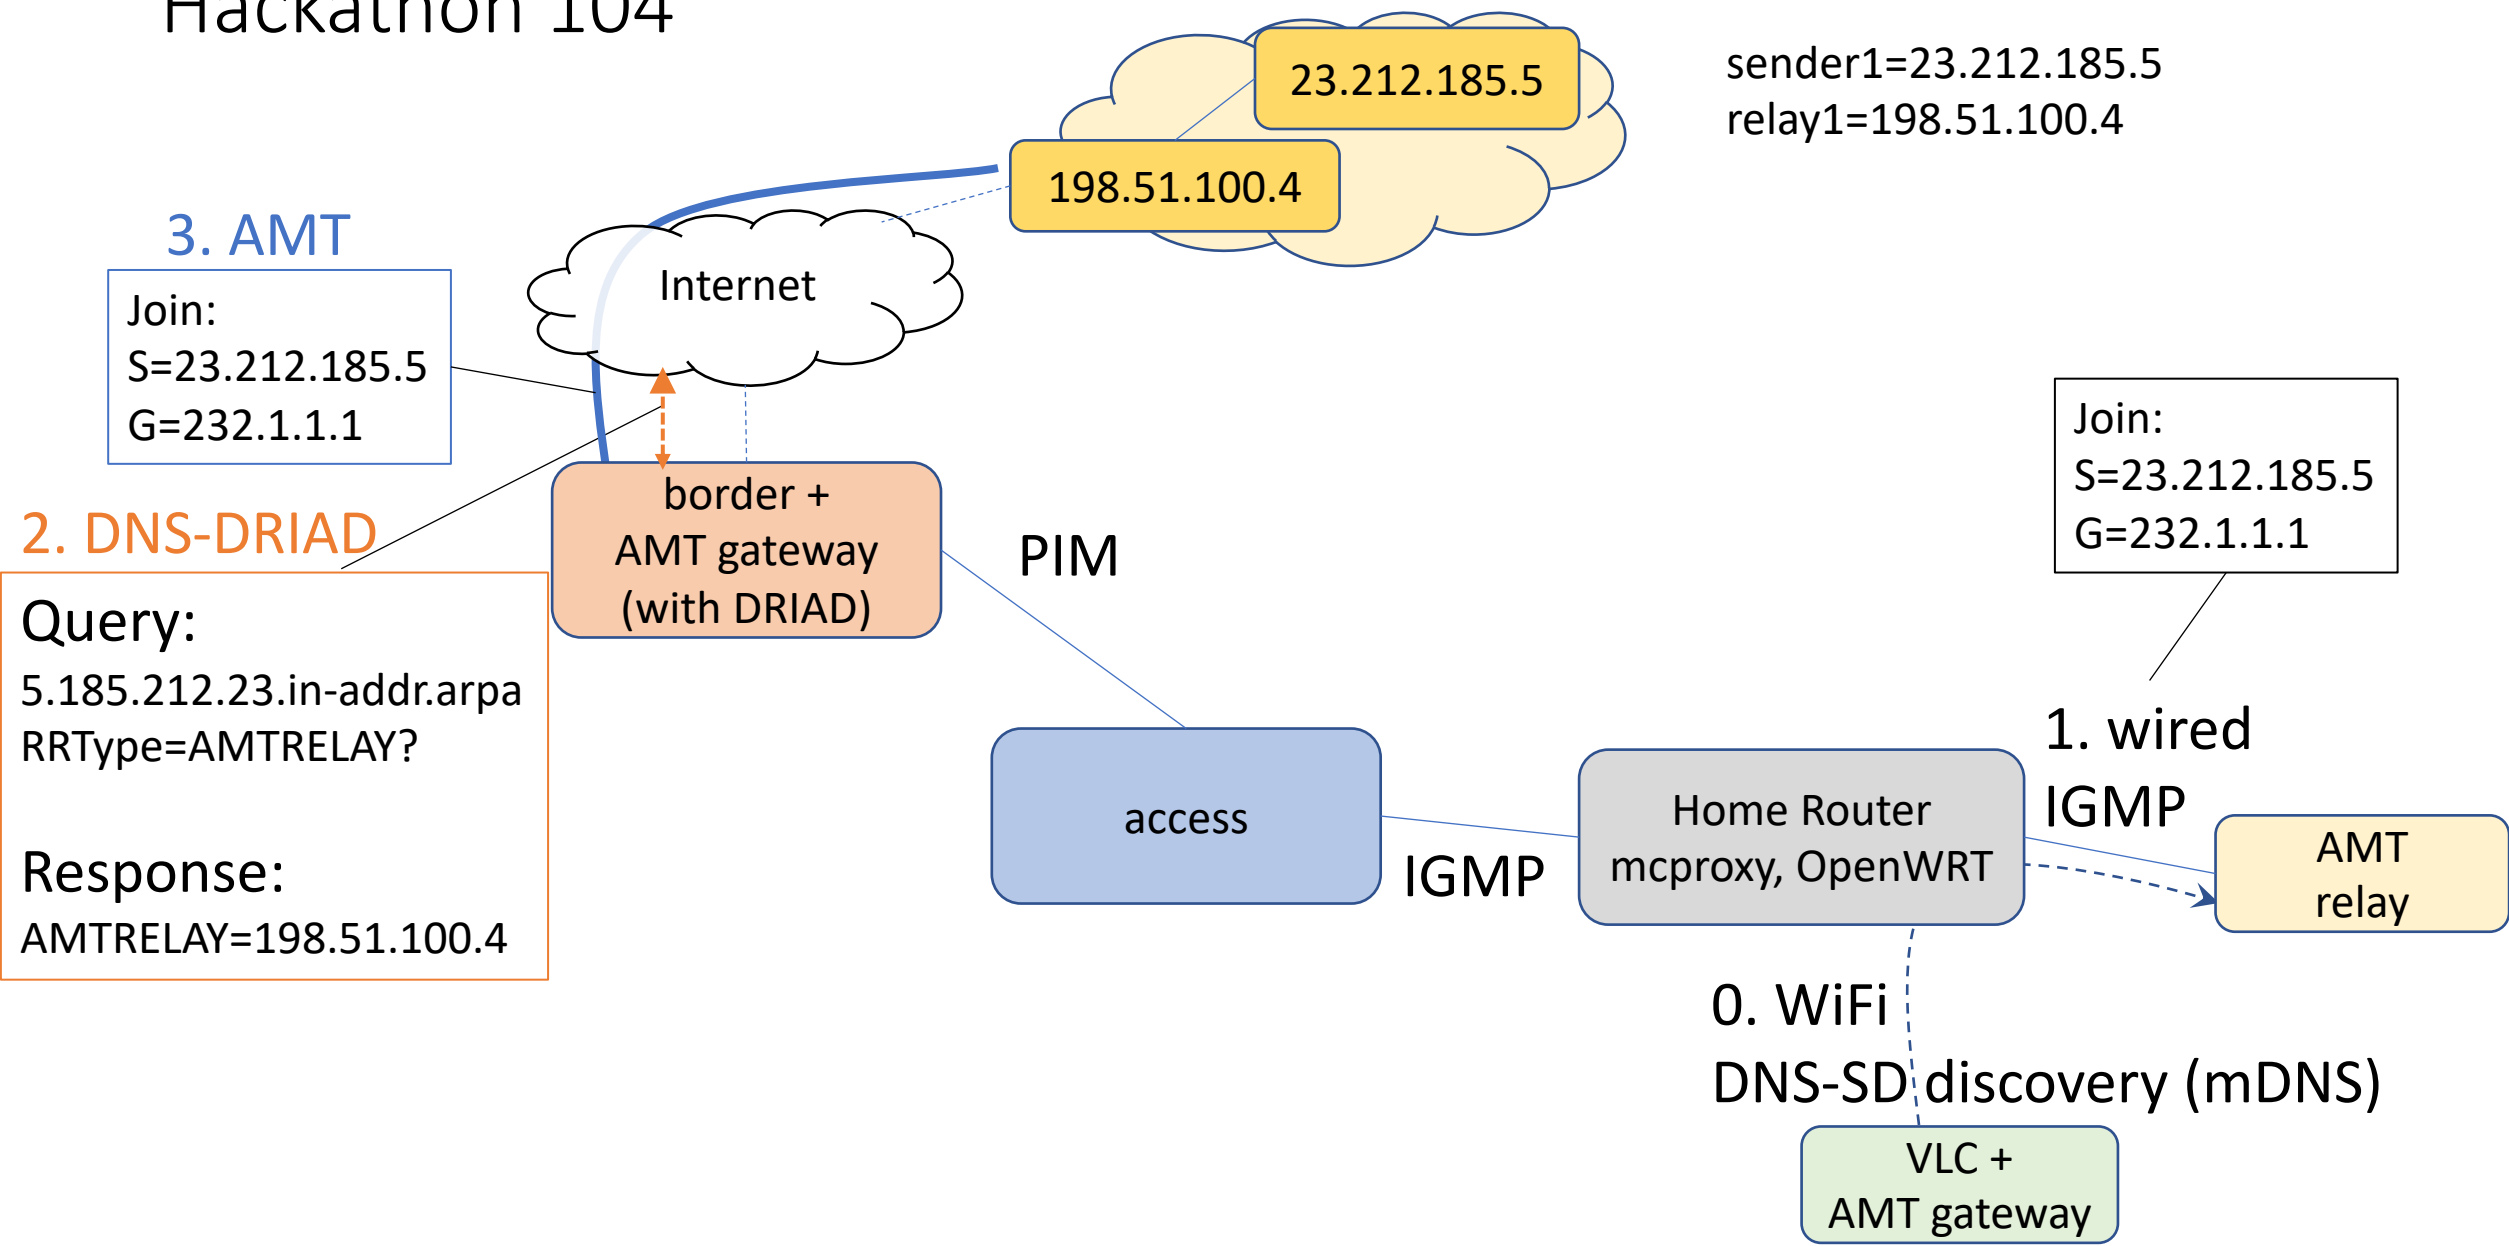 Hackathon 104
23.212.185.5
198.51.100.4
sender1=23.212.185.5
relay1=198.51.100.4
3. AMT
Join:
S=23.212.185.5
G=232.1.1.1
Internet
2. DNS-DRIAD
Query:
5.185.212.23.in-addr.arpa
RRType=AMTRELAY?
Response:
AMTRELAY=198.51.100.4
border +
AMT gateway
(with DRIAD)
PIM
access
IGMP
Home Router
mcproxy, OpenWRT
Join:
S=23.212.185.5
G=232.1.1.1
1. wired
IGMP
AMT
relay
0. WiFi
DNS-SD discovery (mDNS)
VLC +
AMT gateway